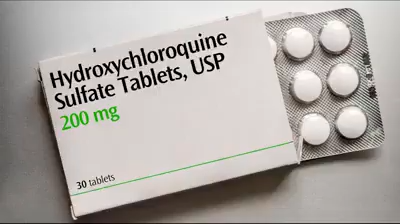 Hydroxychloroquine
Sulfate Tablets, USP
200 mg
30 tablets